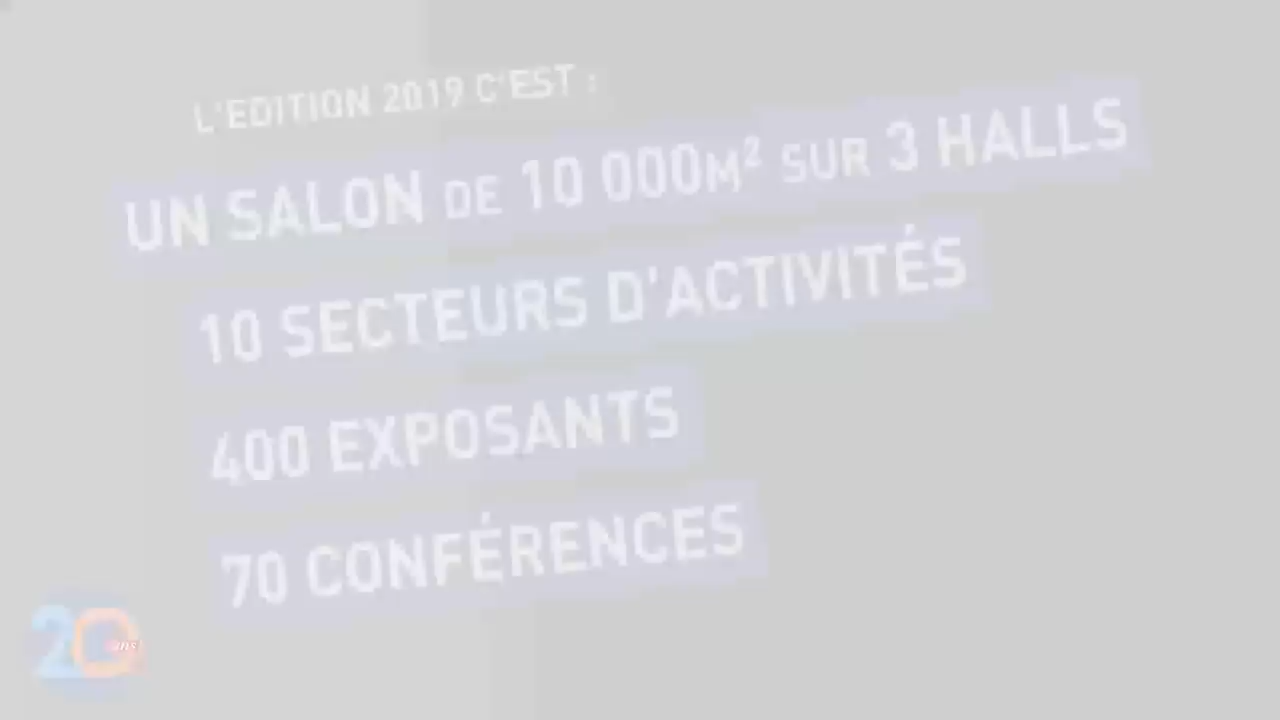 L'EDITION 2019 C'EST :
UN SALON DE 10 000M² SUR 3 HALLS
10 SECTEURS D'ACTIVITÉS
400 EXPOSANTS
70 CONFÉRENCES
20 ans